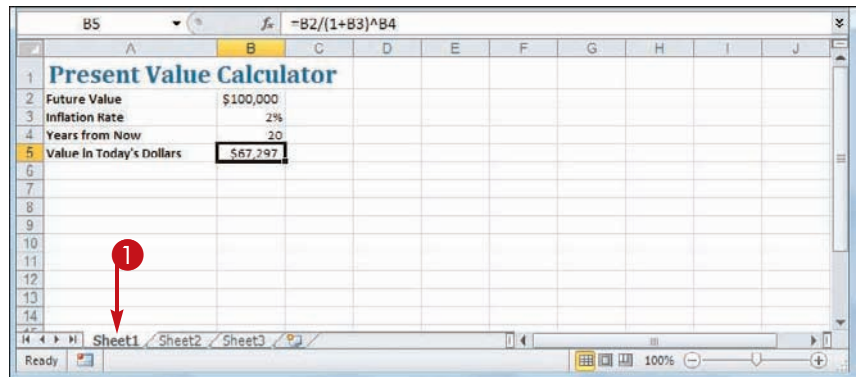 B5 fx =B2/(1+B3)^B4
A B C D E F G H I J
1 Present Value Calculator
2 Future Value $100,000
3 Inflation Rate 2%
4 Years from Now 20
5 Value in Today's Dollars $67,297
6
7
8
9
10
11
12
13
14
1
Sheet1 Sheet2 Sheet3
Ready 100%